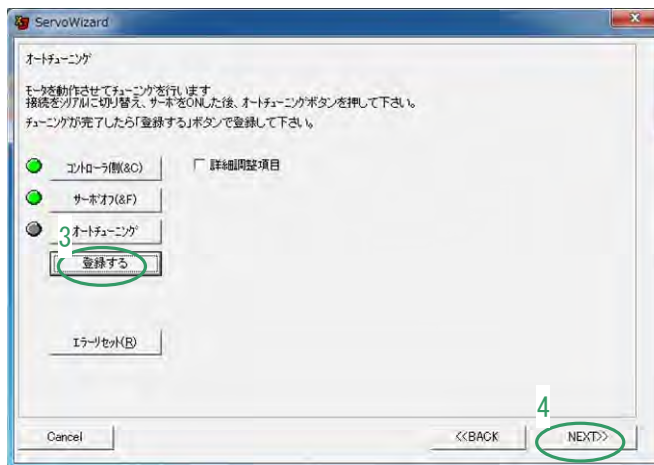 ServoWizard
オートチューニング
モータを動作させてチューニングを行います
接続をシリアルに切り替え、サーボをONした後、オートチューニングボタンを押して下さい。
チューニングが完了したら「登録する」ボタンで登録して下さい。
コントローラ側(&C)
詳細調整項目
サーボオフ(&F)
オートチューニング
3
登録する
エラーリセット(R)
4
Cancel
<<BACK
NEXT>>